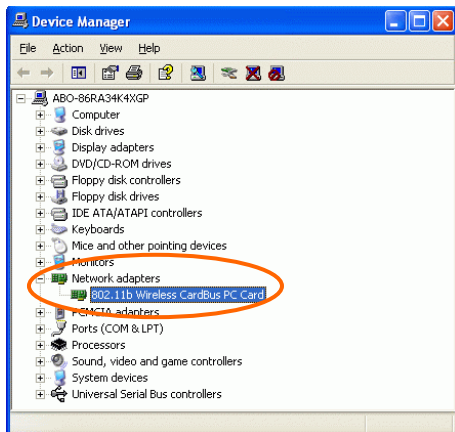 Device Manager
File Action View Help
ABO-86RA34K4XGP
Computer
Disk drives
Display adapters
DVD/CD-ROM drives
Floppy disk controllers
Floppy disk drives
IDE ATA/ATAPI controllers
Keyboards
Mice and other pointing devices
Monitors
Network adapters
802.11b Wireless CardBus PC Card
PCMCIA adapters
Ports (COM & LPT)
Processors
Sound, video and game controllers
System devices
Universal Serial Bus controllers